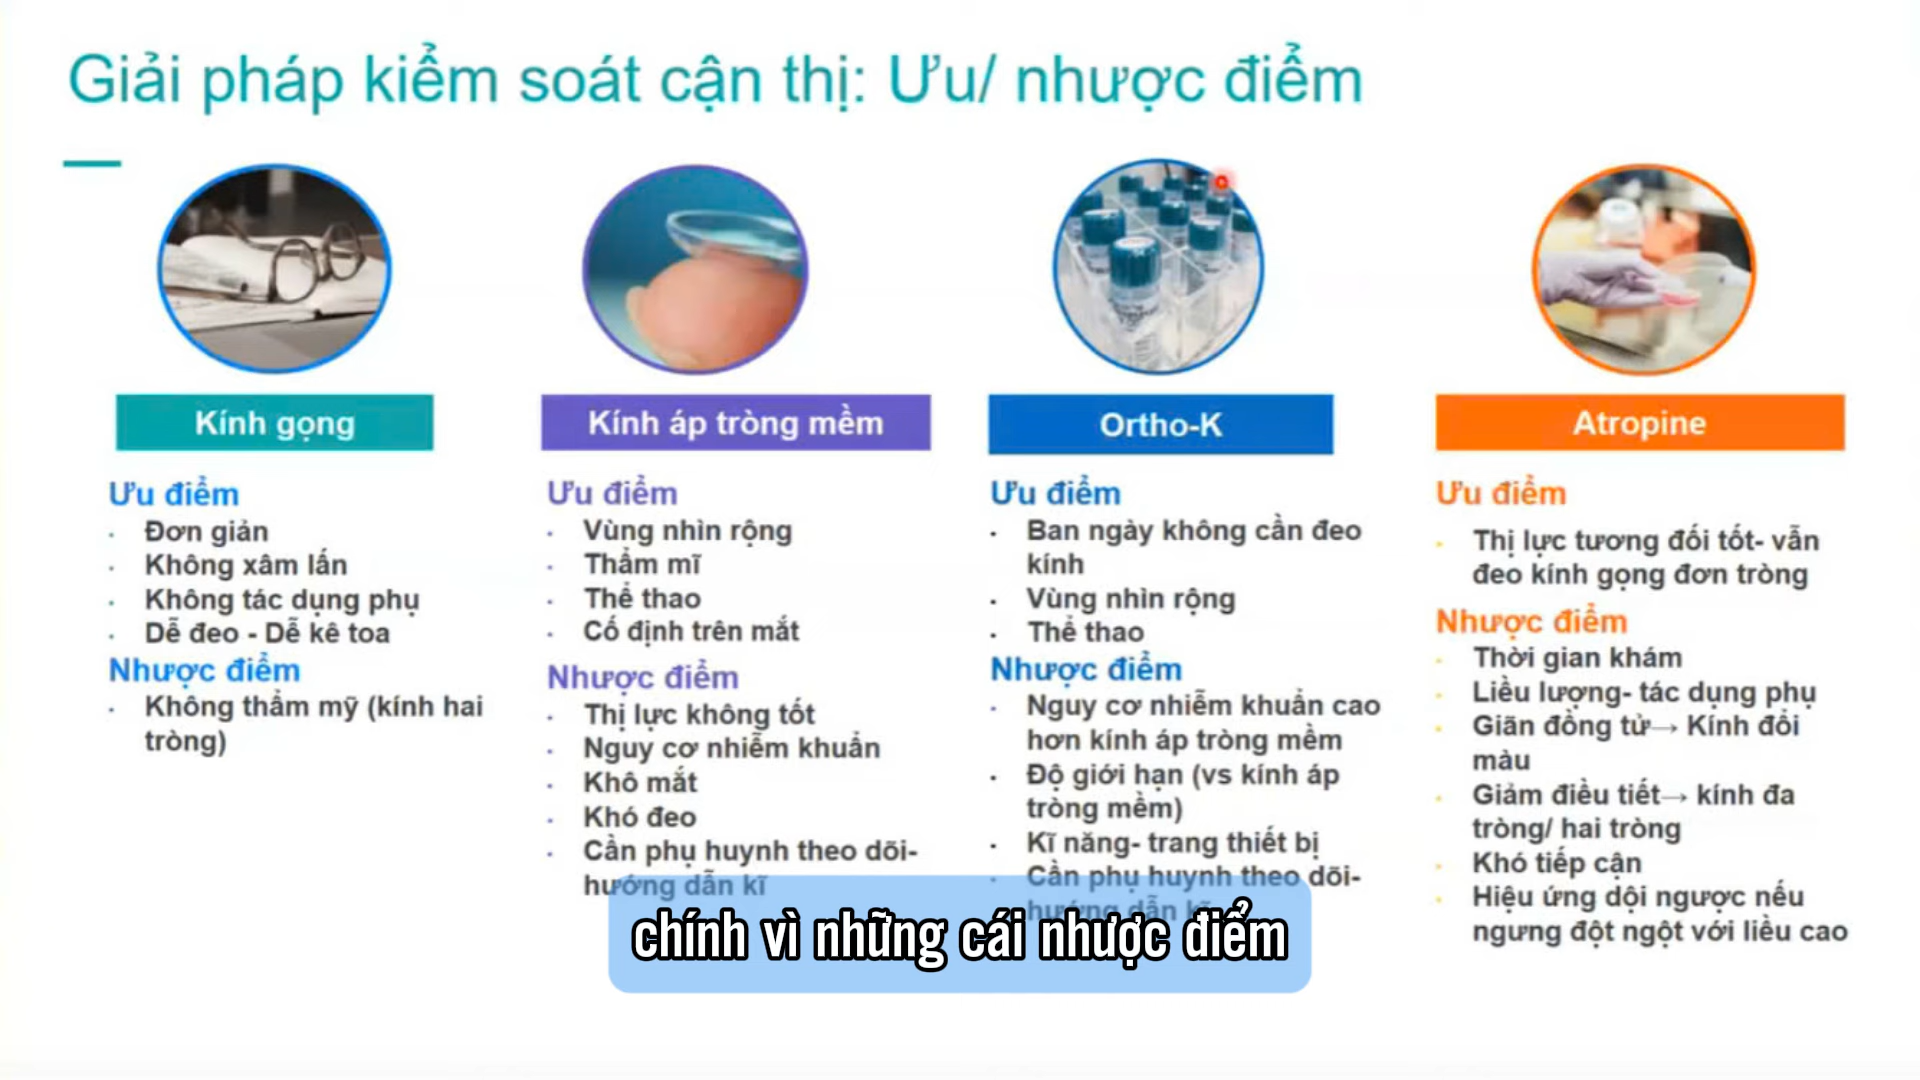 Giải pháp kiểm soát cận thị: Ưu/ nhược điểm
Kính gọng
Ưu điểm
Đơn giản
Không xâm lấn
Không tác dụng phụ
Dễ đeo - Dễ kê toa
Nhược điểm
Không thẩm mỹ (kính hai
tròng)
Kính áp tròng mềm
Ưu điểm
Vùng nhìn rộng
Thẩm mĩ
Thể thao
Cố định trên mắt
Nhược điểm
Thị lực không tốt
Nguy cơ nhiễm khuẩn
Khô mắt
Khó đeo
Cần phụ huynh theo dõi-
hướng dẫn kĩ
Ortho-K
Ưu điểm
Ban ngày không cần đeo
kính
Vùng nhìn rộng
Thể thao
Nhược điểm
Nguy cơ nhiễm khuẩn cao
hơn kính áp tròng mềm
Độ giới hạn (vs kính áp
tròng mềm)
Kĩ năng- trang thiết bị
Cần phụ huynh theo dõi-
hướng dẫn kĩ
Atropine
Ưu điểm
Thị lực tương đối tốt- vẫn
đeo kính gọng đơn tròng
Nhược điểm
Thời gian khám
Liều lượng- tác dụng phụ
Giãn đồng tử→ Kính đổi
màu
Giảm điều tiết→ kính đa
tròng/ hai tròng
Khó tiếp cận
Hiệu ứng dội ngược nếu
ngưng đột ngột với liều cao
chính vì những cái nhược điểm